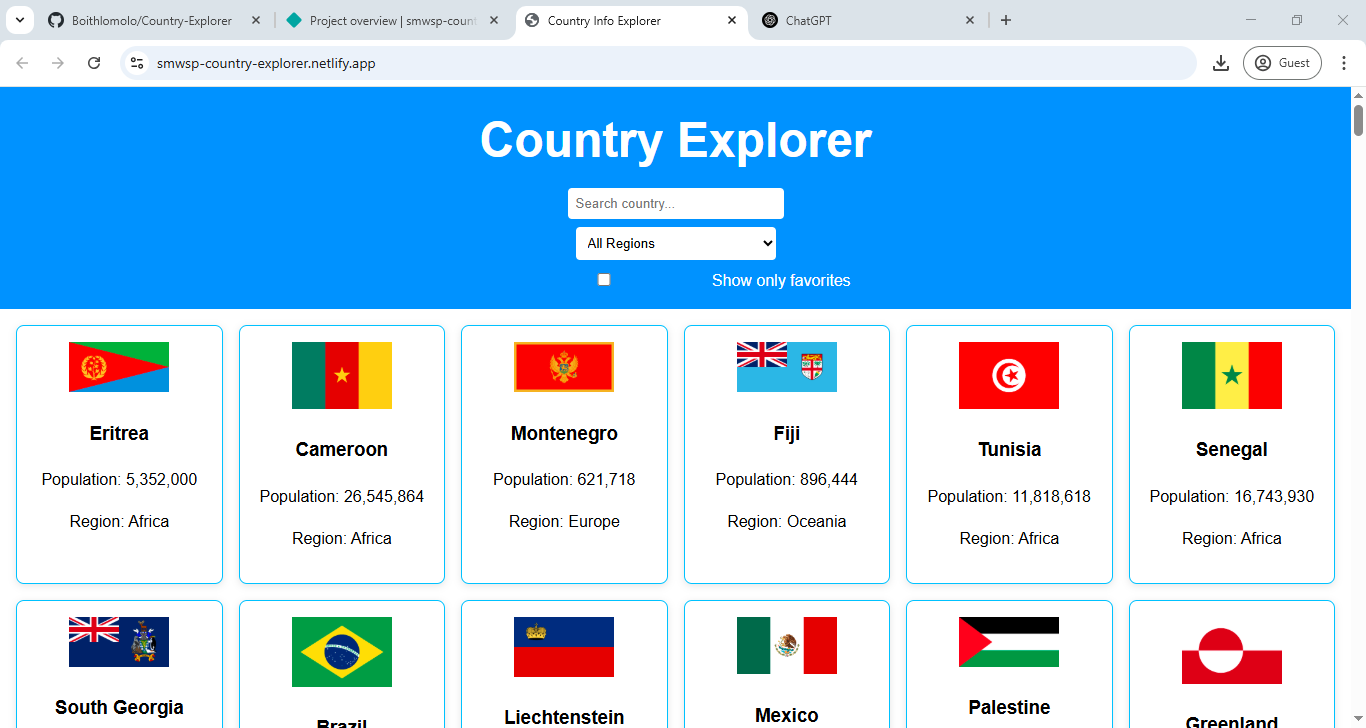 Boithlomolo/Country-Explorer
Project overview | smwsp-count
Country Info Explorer
ChatGPT
smwsp-country-explorer.netlify.app
Guest
Country Explorer
Search country...
All Regions
Show only favorites
Eritrea
Population: 5,352,000
Region: Africa
Cameroon
Population: 26,545,864
Region: Africa
Montenegro
Population: 621,718
Region: Europe
Fiji
Population: 896,444
Region: Oceania
Tunisia
Population: 11,818,618
Region: Africa
Senegal
Population: 16,743,930
Region: Africa
South Georgia
Brazil
Liechtenstein
Mexico
Palestine
Greenland